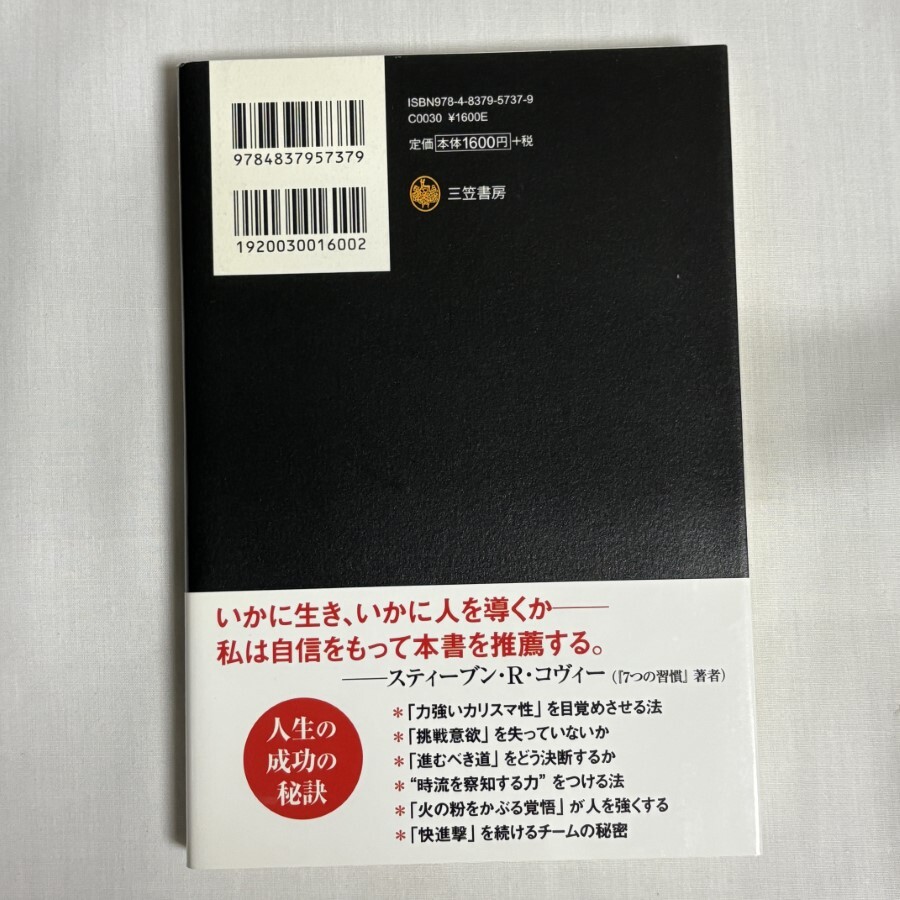 ISBN978-4-8379-5737-9
C0030 ¥1600E
定価 本体1600円 +税
9784837957379
1920030016002
三笠書房
いかに生き、いかに人を導くか――
私は自信をもって本書を推薦する。
――スティーブン・R・コヴィー(『7つの習慣』著者)
人生の
成功の
秘訣
*「力強いカリスマ性」を目覚めさせる法
*「挑戦意欲」を失っていないか
*「進むべき道」をどう決断するか
*“時流を察知する力”をつける法
*「火の粉をかぶる覚悟」が人を強くする
*「快進撃」を続けるチームの秘密